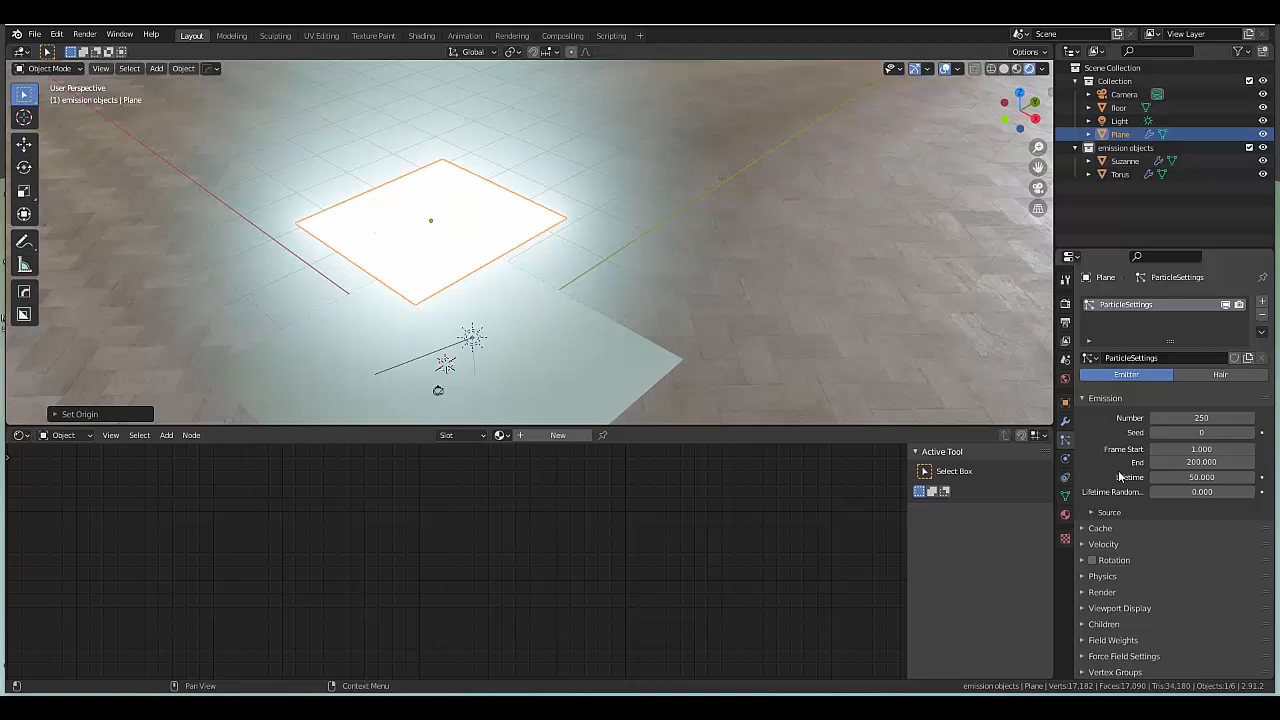 File Edit Render Window Help Layout Modeling Sculpting UV Editing Texture Paint Shading Animation Rendering Compositing Scripting + Scene View Layer
Global Options
Object Mode View Select Add Object
User Perspective
(1) emission objects | Plane
Z
Y
X
Set Origin
Scene Collection
Collection
Camera
floor
Light
Plane
emission objects
Suzanne
Torus
Plane ParticleSettings
ParticleSettings
ParticleSettings
Emitter Hair
Emission
Number 250
Seed 0
Frame Start 1.000
End 200.000
Lifetime 50.000
Lifetime Random... 0.000
Source
Cache
Velocity
Rotation
Physics
Render
Viewport Display
Children
Field Weights
Force Field Settings
Vertex Groups
Object View Select Add Node Slot New
Active Tool
Select Box
Pan View Context Menu emission objects | Plane | Verts:17,182 | Faces:17,090 | Tris:34,180 | Objects:1/6 | 2.91.2